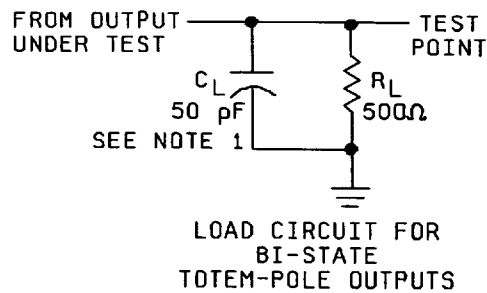 FROM OUTPUT
UNDER TEST
TEST
POINT
CL
50 pF
SEE NOTE 1
RL
500Ω
LOAD CIRCUIT FOR
BI-STATE
TOTEM-POLE OUTPUTS